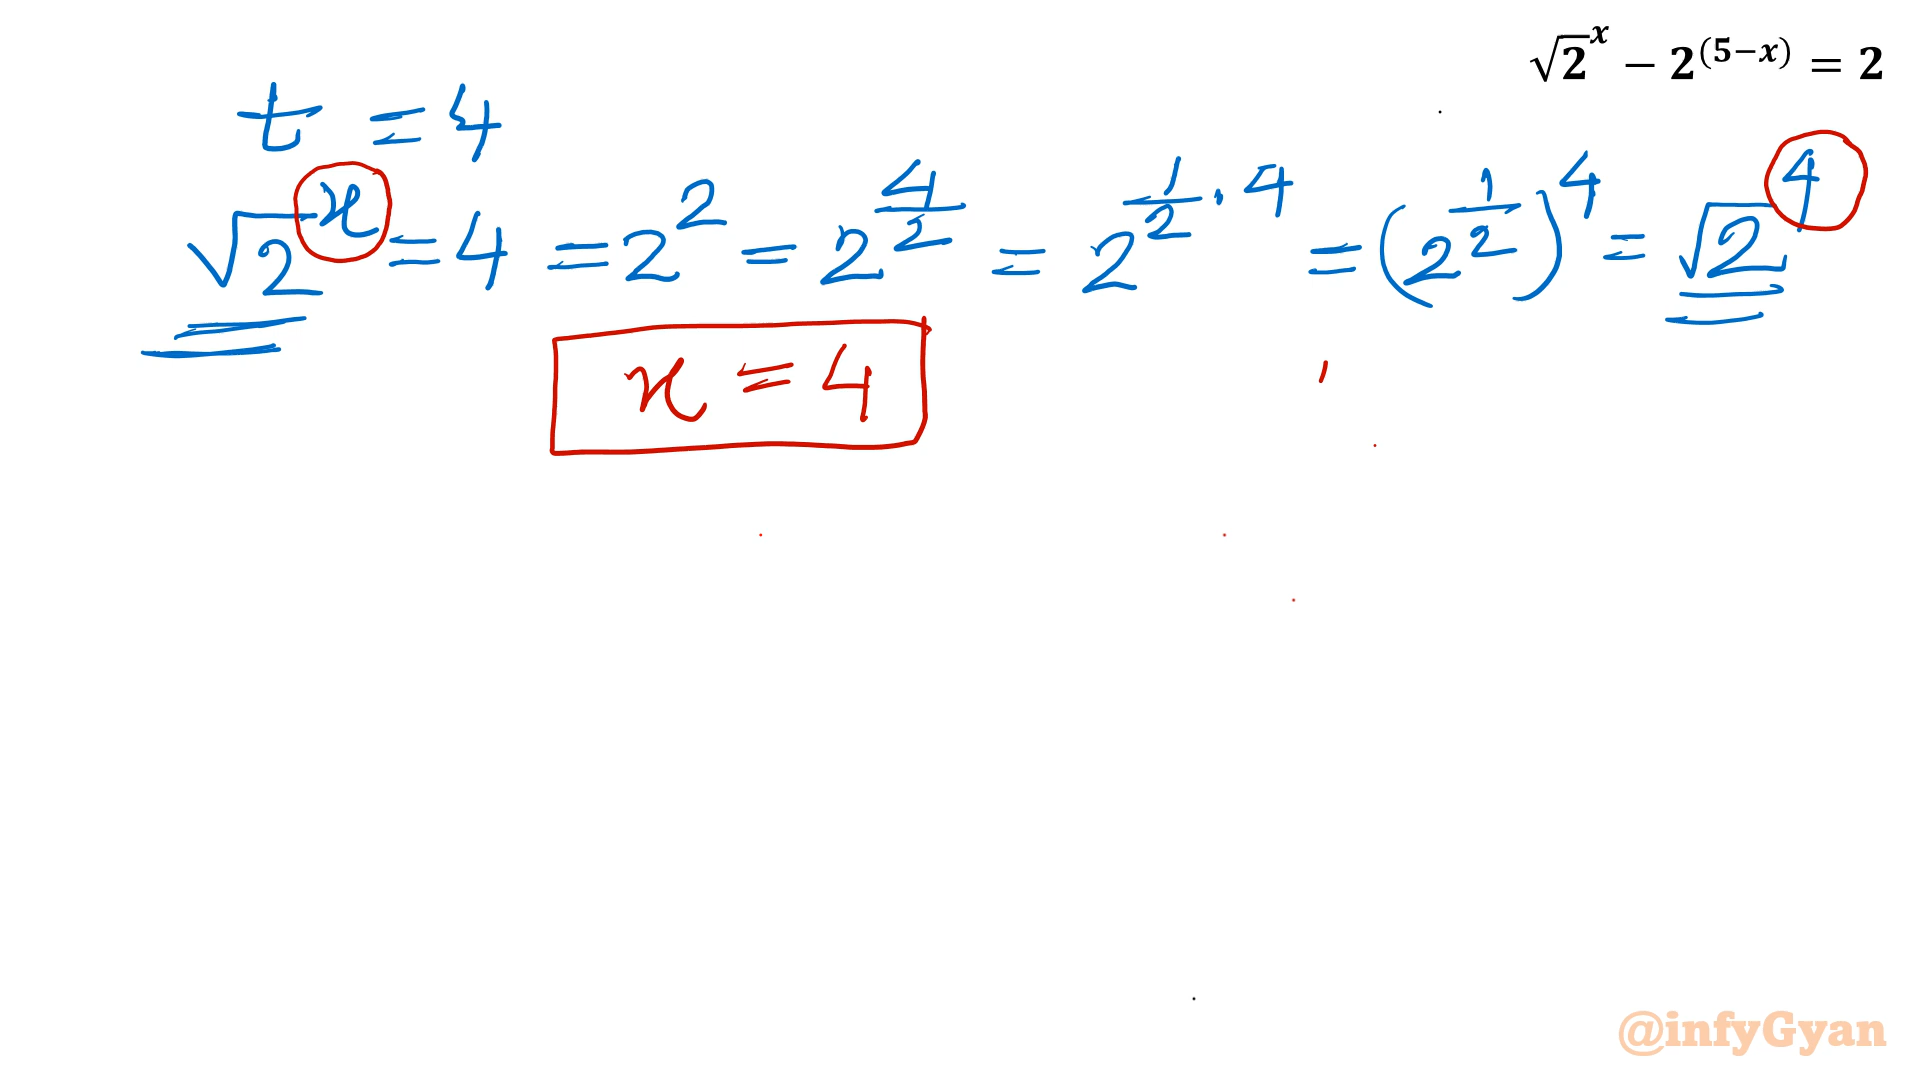 √2^x − 2^(5−x) = 2
t = 4
√2^x = 4 = 2^2 = 2^(4/2) = 2^(1/2 · 4) = (2^(1/2))^4 = √2^4
x = 4
@infyGyan